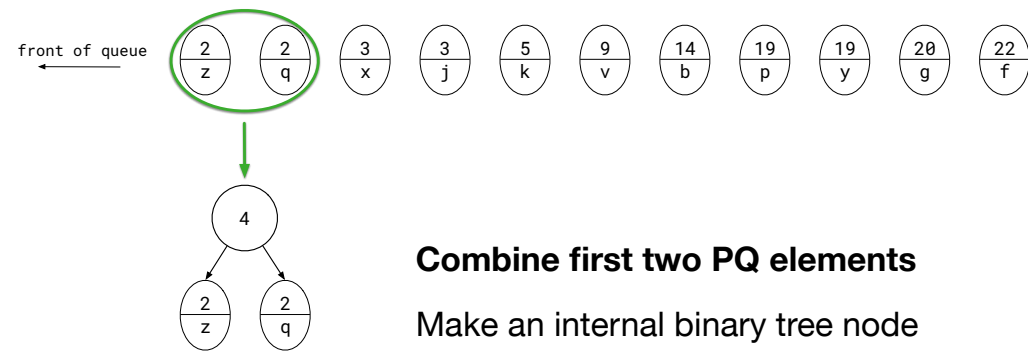 front of queue
2 2 3 3 5 9 14 19 19 20 22
z q x j k v b p y g f
4
2 2
z q
Combine first two PQ elements
Make an internal binary tree node